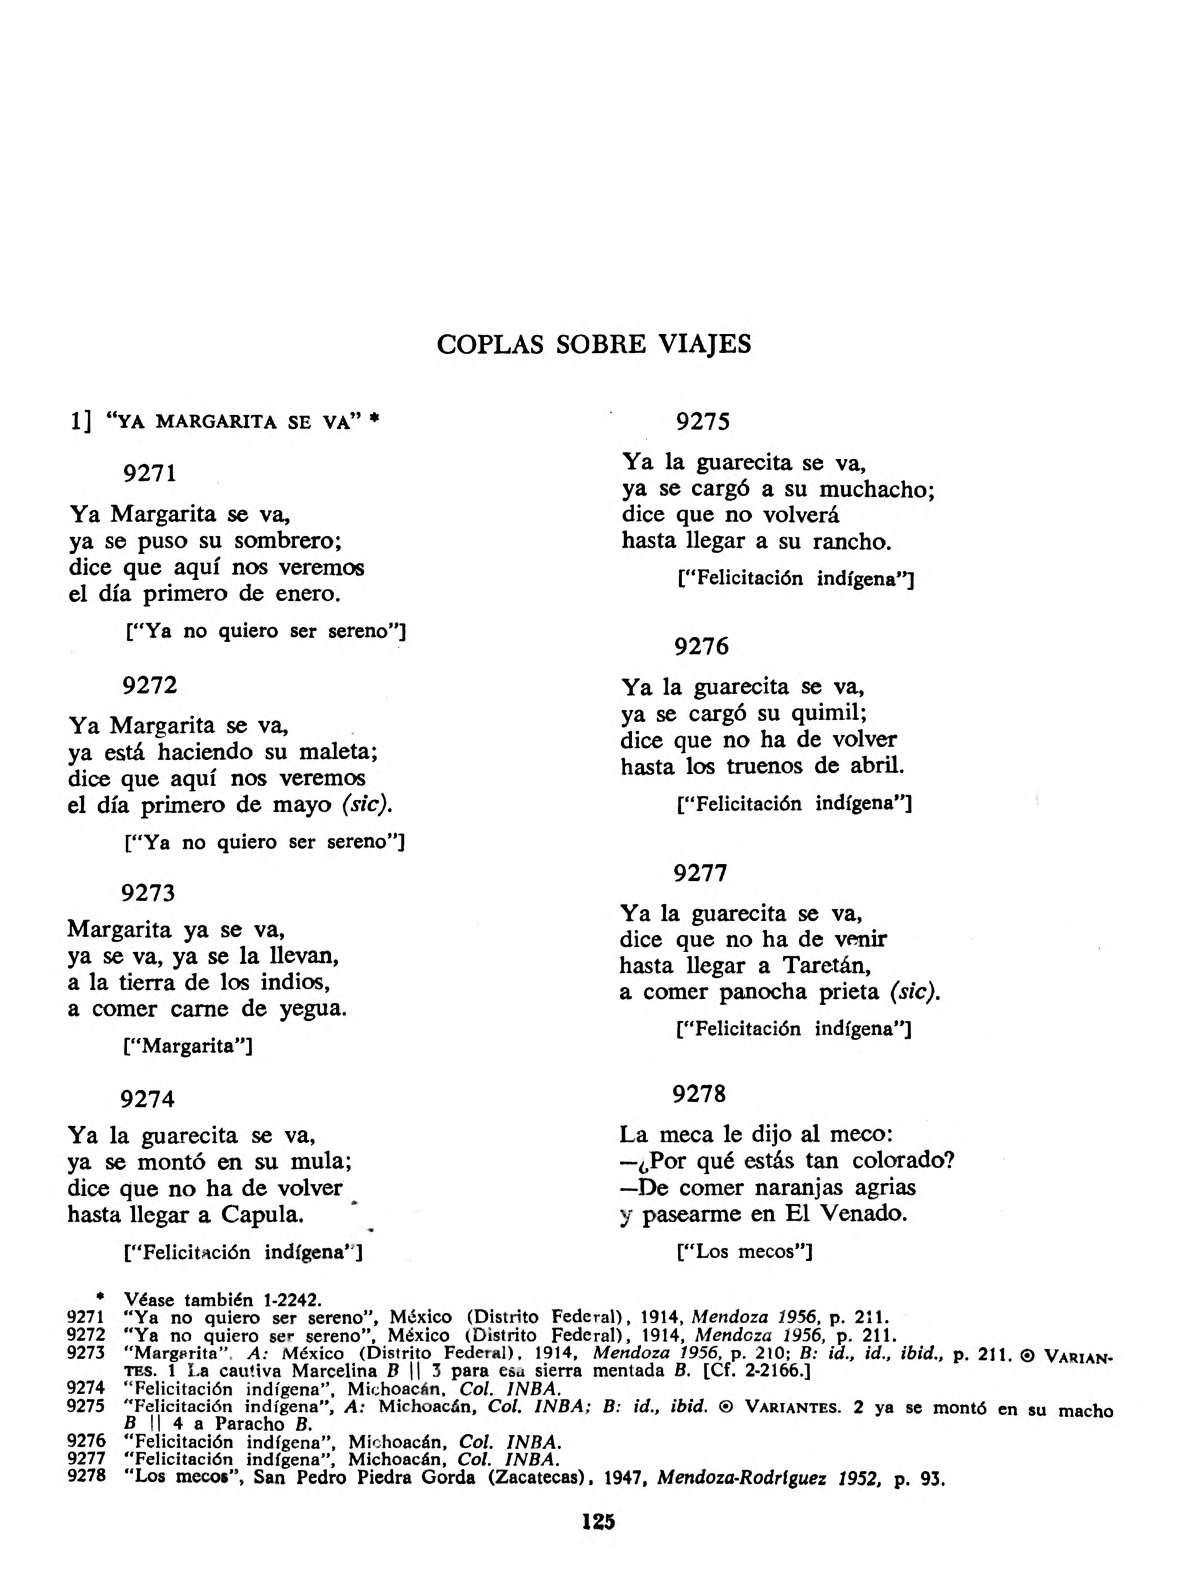 COPLAS SOBRE VIAJES
1] “YA MARGARITA SE VA” *
9271
Ya Margarita se va,
ya se puso su sombrero;
dice que aquí nos veremos
el día primero de enero.
[“Ya no quiero ser sereno”]
9272
Ya Margarita se va,
ya está haciendo su maleta;
dice que aquí nos veremos
el día primero de mayo (sic).
[“Ya no quiero ser sereno”]
9273
Margarita ya se va,
ya se va, ya se la llevan,
a la tierra de los indios,
a comer carne de yegua.
[“Margarita”]
9274
Ya la guarecita se va,
ya se montó en su mula;
dice que no ha de volver
hasta llegar a Capula.
[“Felicitación indígena”]
9275
Ya la guarecita se va,
ya se cargó a su muchacho;
dice que no volverá
hasta llegar a su rancho.
[“Felicitación indígena”]
9276
Ya la guarecita se va,
ya se cargó su quimil;
dice que no ha de volver
hasta los truenos de abril.
[“Felicitación indígena”]
9277
Ya la guarecita se va,
dice que no ha de venir
hasta llegar a Taretán,
a comer panocha prieta (sic).
[“Felicitación indígena”]
9278
La meca le dijo al meco:
—¿Por qué estás tan colorado?
—De comer naranjas agrias
y pasearme en El Venado.
[“Los mecos”]
* Véase también 1-2242.
9271 “Ya no quiero ser sereno”, México (Distrito Federal), 1914, Mendoza 1956, p. 211.
9272 “Ya no quiero ser sereno”, México (Distrito Federal), 1914, Mendoza 1956, p. 211.
9273 “Margarita”, A: México (Distrito Federal), 1914, Mendoza 1956, p. 210; B: id., id., ibid., p. 211. ⊙ VARIAN-
TES. 1 La cautiva Marcelina B || 3 para esa sierra mentada B. [Cf. 2-2166.]
9274 “Felicitación indígena”, Michoacán, Col. INBA.
9275 “Felicitación indígena”, A: Michoacán, Col. INBA; B: id., ibid. ⊙ VARIANTES. 2 ya se montó en su macho
B || 4 a Paracho B.
9276 “Felicitación indígena”, Michoacán, Col. INBA.
9277 “Felicitación indígena”, Michoacán, Col. INBA.
9278 “Los mecos”, San Pedro Piedra Gorda (Zacatecas), 1947, Mendoza-Rodríguez 1952, p. 93.
125